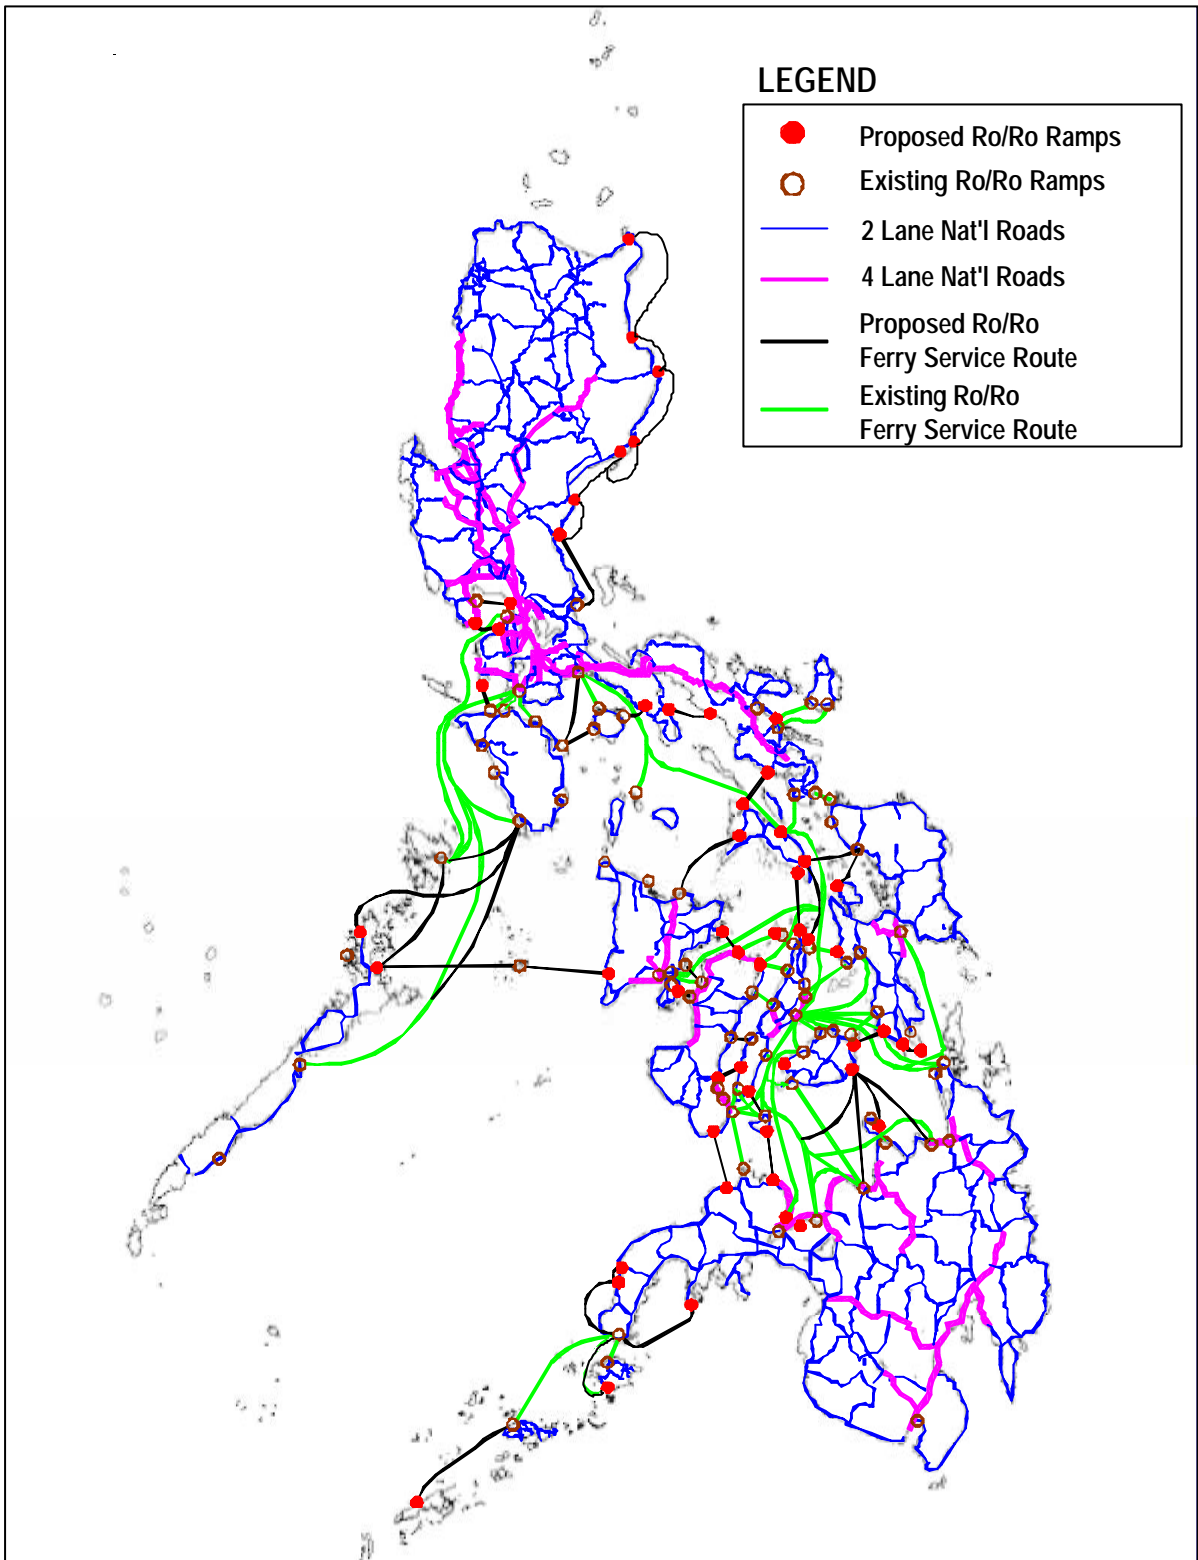 LEGEND
Proposed Ro/Ro Ramps
Existing Ro/Ro Ramps
2 Lane Nat'l Roads
4 Lane Nat'l Roads
Proposed Ro/Ro
Ferry Service Route
Existing Ro/Ro
Ferry Service Route